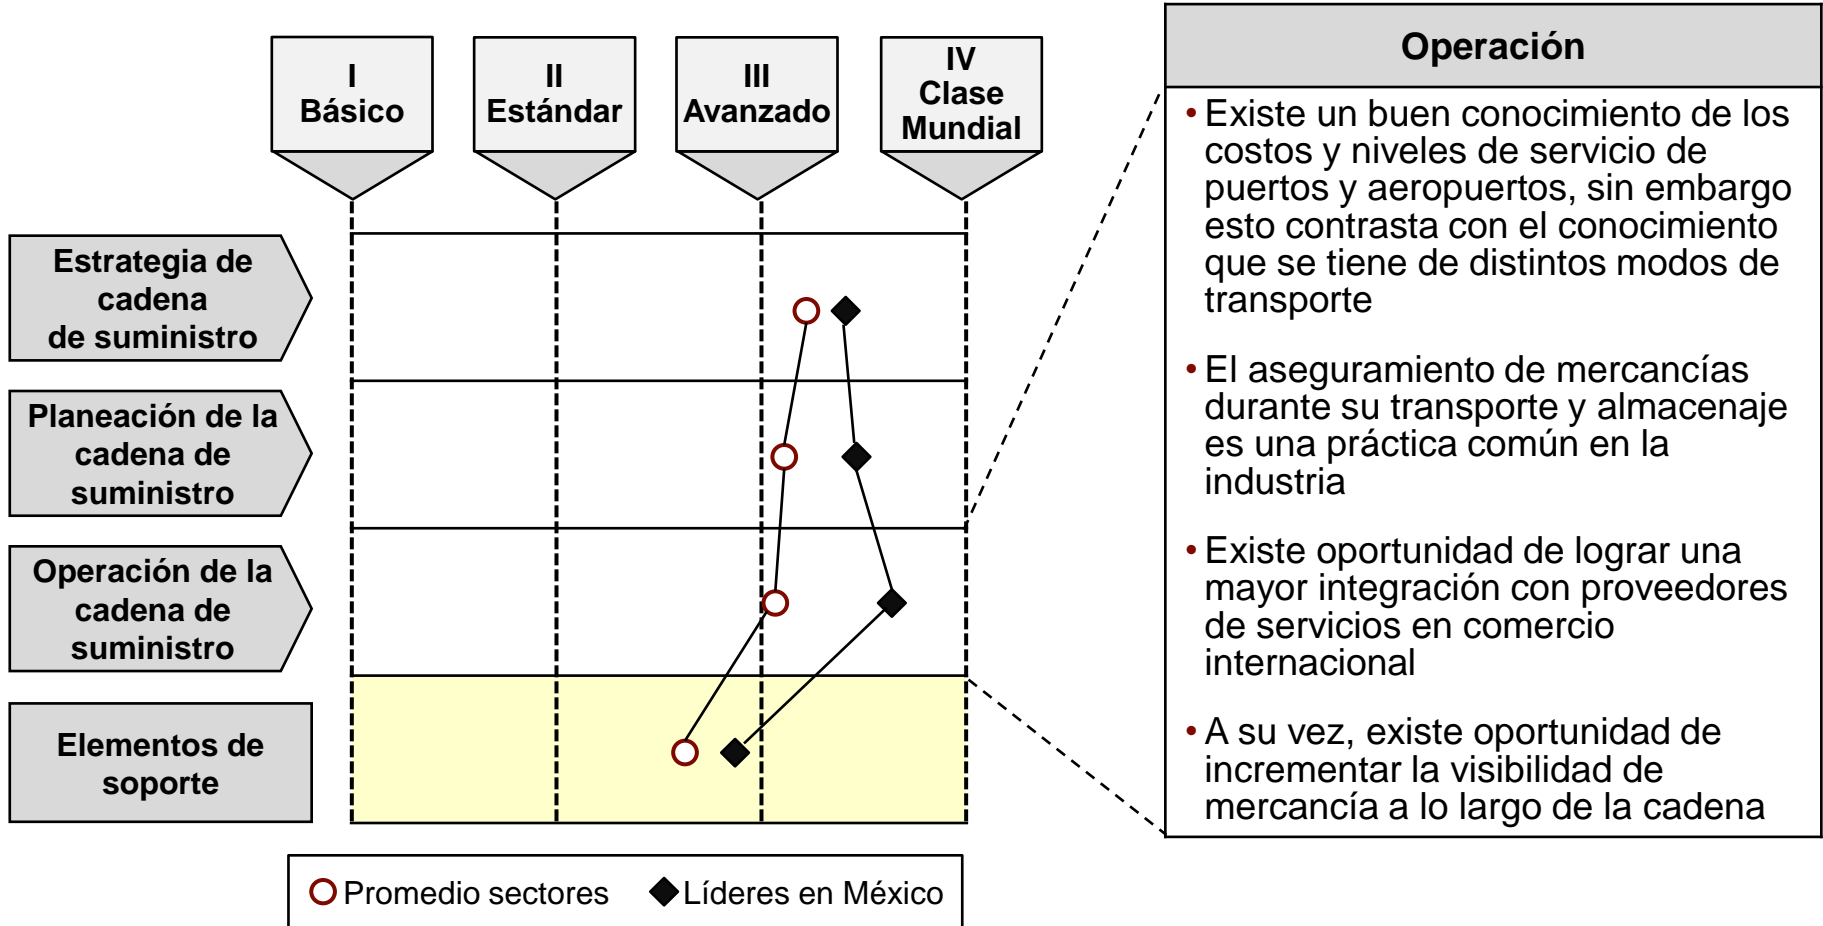 I
Básico
II
Estándar
III
Avanzado
IV
Clase
Mundial
Estrategia de
cadena
de suministro
Planeación de la
cadena de
suministro
Operación de la
cadena de
suministro
Elementos de
soporte
Promedio sectores
Líderes en México
Operación
• Existe un buen conocimiento de los
costos y niveles de servicio de
puertos y aeropuertos, sin embargo
esto contrasta con el conocimiento
que se tiene de distintos modos de
transporte
• El aseguramiento de mercancías
durante su transporte y almacenaje
es una práctica común en la
industria
• Existe oportunidad de lograr una
mayor integración con proveedores
de servicios en comercio
internacional
• A su vez, existe oportunidad de
incrementar la visibilidad de
mercancía a lo largo de la cadena